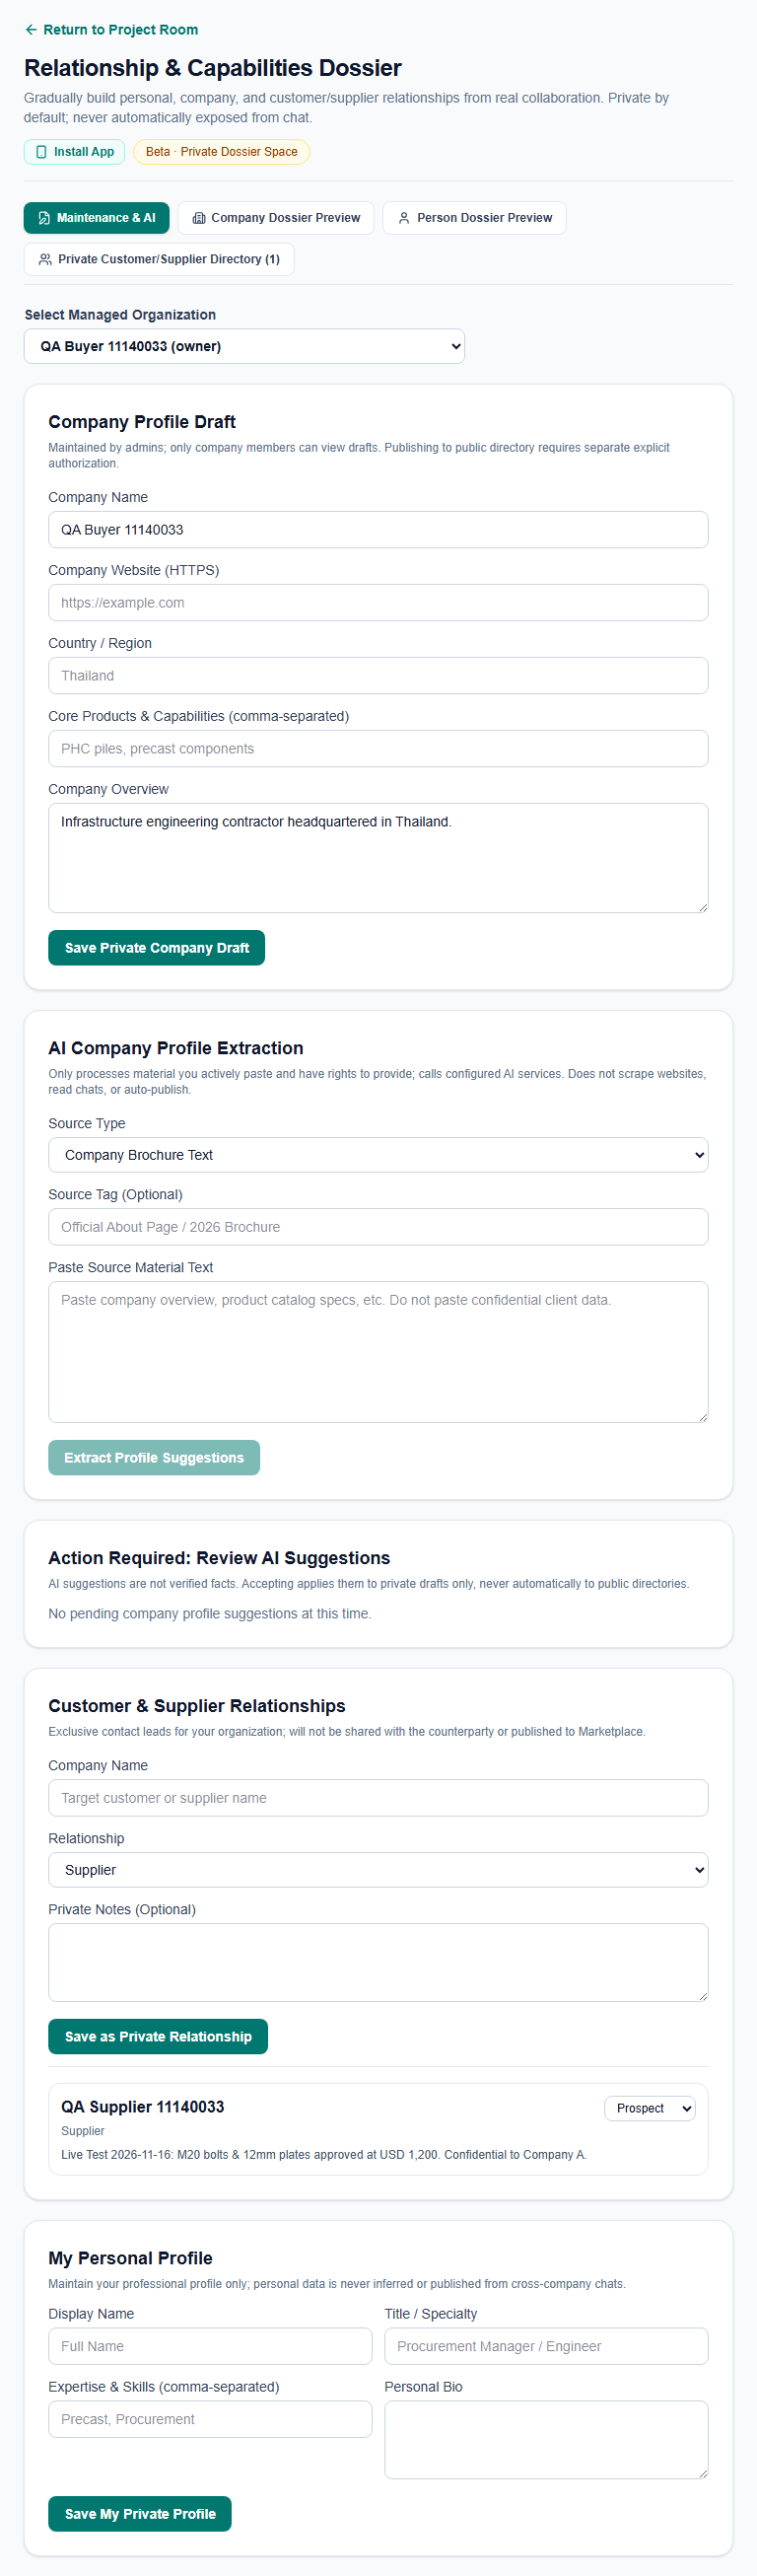 Return to Project Room
Relationship & Capabilities Dossier
Gradually build personal, company, and customer/supplier relationships from real collaboration. Private by
default; never automatically exposed from chat.
Install App
Beta · Private Dossier Space
Maintenance & AI
Company Dossier Preview
Person Dossier Preview
Private Customer/Supplier Directory (1)
Select Managed Organization
QA Buyer 11140033 (owner)
Company Profile Draft
Maintained by admins; only company members can view drafts. Publishing to public directory requires separate explicit
authorization.
Company Name
QA Buyer 11140033
Company Website (HTTPS)
https://example.com
Country / Region
Thailand
Core Products & Capabilities (comma-separated)
PHC piles, precast components
Company Overview
Infrastructure engineering contractor headquartered in Thailand.
Save Private Company Draft
AI Company Profile Extraction
Only processes material you actively paste and have rights to provide; calls configured AI services. Does not scrape websites,
read chats, or auto-publish.
Source Type
Company Brochure Text
Source Tag (Optional)
Official About Page / 2026 Brochure
Paste Source Material Text
Paste company overview, product catalog specs, etc. Do not paste confidential client data.
Extract Profile Suggestions
Action Required: Review AI Suggestions
AI suggestions are not verified facts. Accepting applies them to private drafts only, never automatically to public directories.
No pending company profile suggestions at this time.
Customer & Supplier Relationships
Exclusive contact leads for your organization; will not be shared with the counterparty or published to Marketplace.
Company Name
Target customer or supplier name
Relationship
Supplier
Private Notes (Optional)
Save as Private Relationship
QA Supplier 11140033
Prospect
Supplier
Live Test 2026-11-16: M20 bolts & 12mm plates approved at USD 1,200. Confidential to Company A.
My Personal Profile
Maintain your professional profile only; personal data is never inferred or published from cross-company chats.
Display Name
Title / Specialty
Full Name
Procurement Manager / Engineer
Expertise & Skills (comma-separated)
Personal Bio
Precast, Procurement
Save My Private Profile